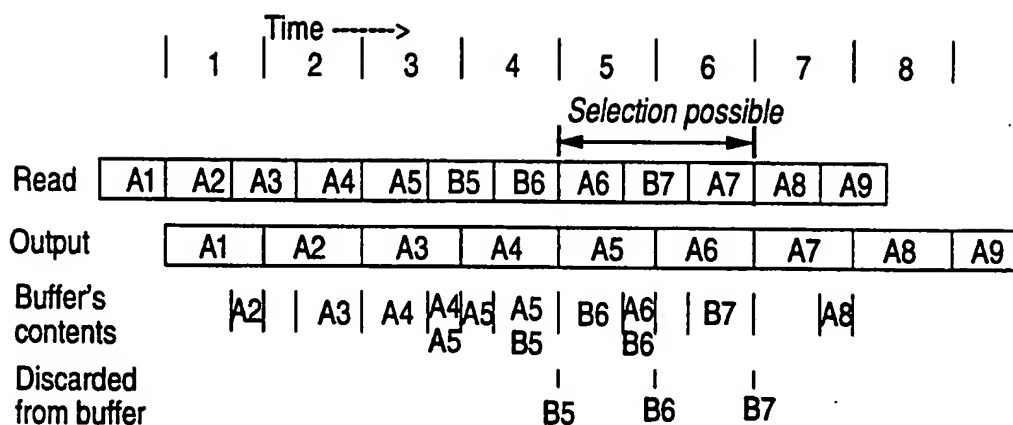 Time ------->
1 2 3 4 5 6 7 8
Selection possible
Read A1 A2 A3 A4 A5 B5 B6 A6 B7 A7 A8 A9
Output A1 A2 A3 A4 A5 A6 A7 A8 A9
Buffer's A2 A3 A4 A4 A5 A5 B6 A6 B7 A8
contents A5 B5 B6
Discarded
from buffer B5 B6 B7